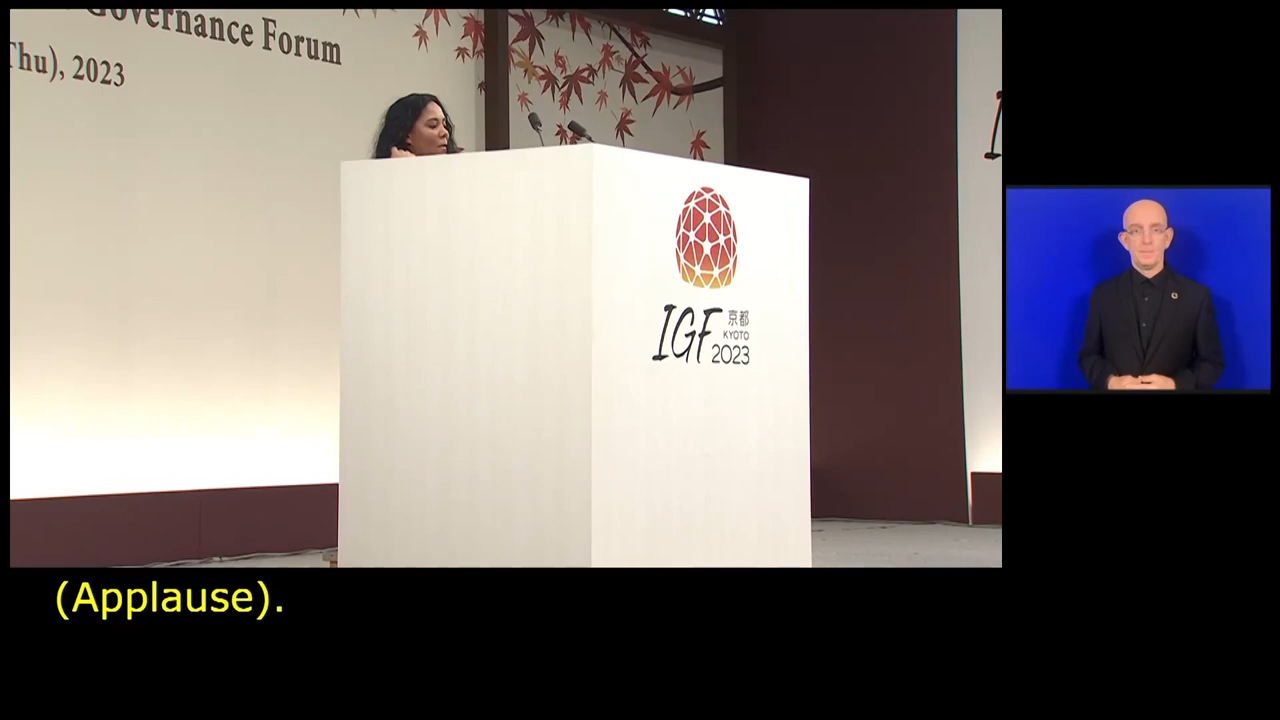 Governance Forum
Thu), 2023
IGF 京都
KYOTO
2023
(Applause).